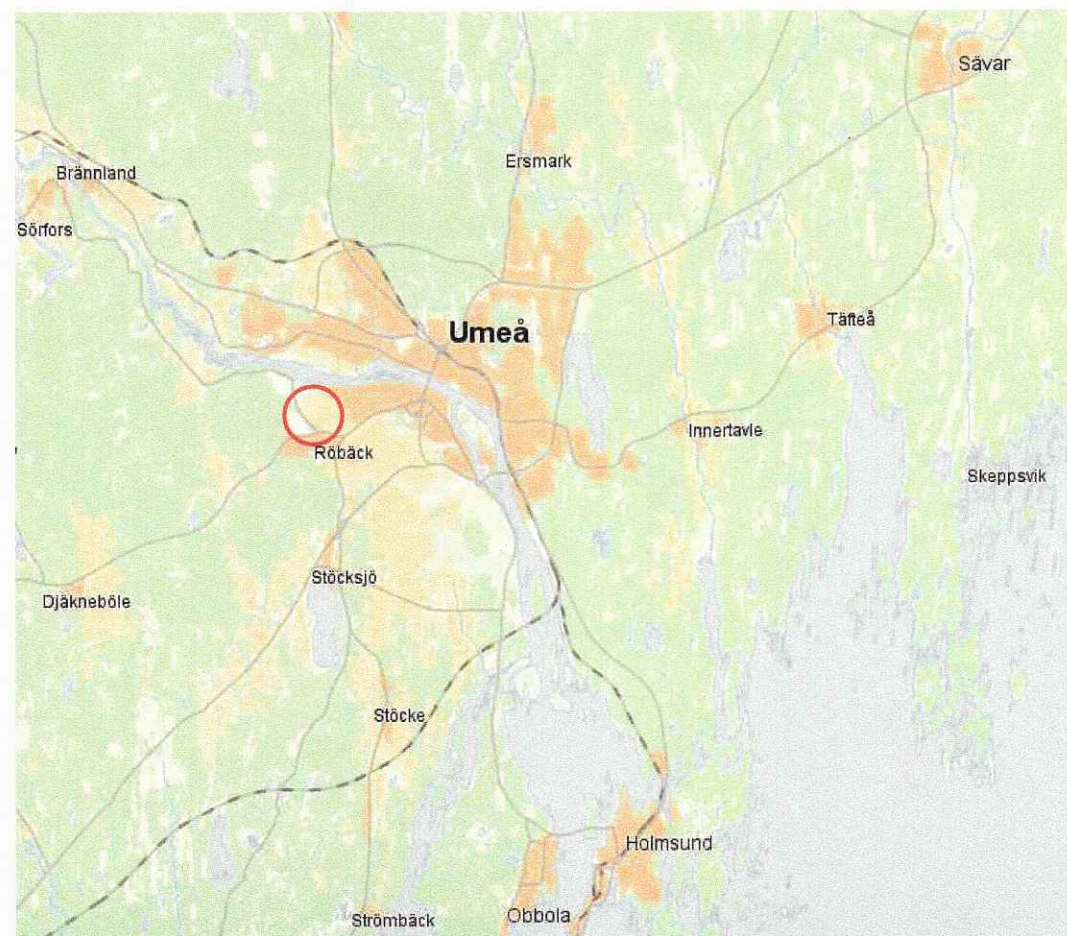 Sävar
Ersmark
Brännland
Sörfors
Täfteå
Umeå
Innertavle
Röbäck
Skeppsvik
Stöcksjö
Djäkneböle
Stöcke
Holmsund
Obbola
Strömbäck